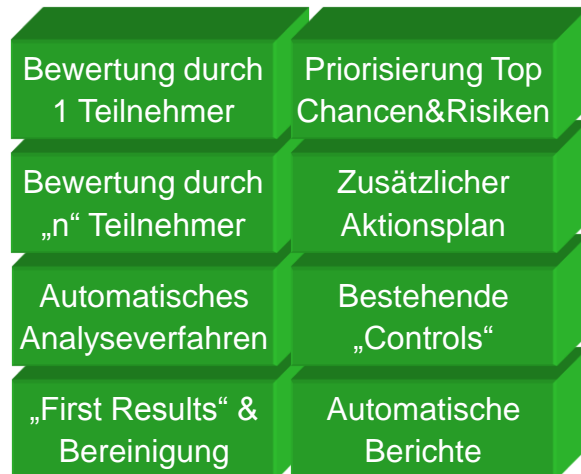 Bewertung durch
1 Teilnehmer
Priorisierung Top
Chancen&Risiken
Bewertung durch
„n“ Teilnehmer
Zusätzlicher
Aktionsplan
Automatisches
Analyseverfahren
Bestehende
„Controls“
„First Results“ &
Bereinigung
Automatische
Berichte